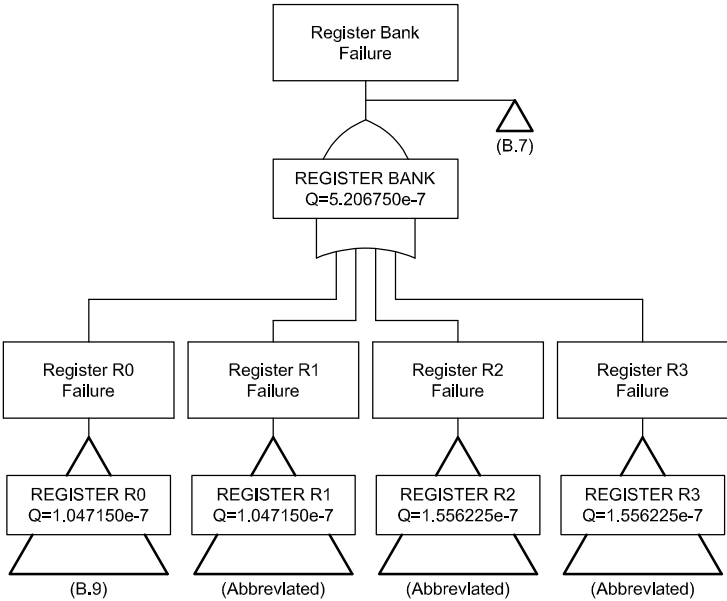 Register Bank
Failure
(B.7)
REGISTER BANK
Q=5.206750e-7
Register R0
Failure
Register R1
Failure
Register R2
Failure
Register R3
Failure
REGISTER R0
Q=1.047150e-7
REGISTER R1
Q=1.047150e-7
REGISTER R2
Q=1.556225e-7
REGISTER R3
Q=1.556225e-7
(B.9)
(Abbrevlated)
(Abbrevlated)
(Abbrevlated)